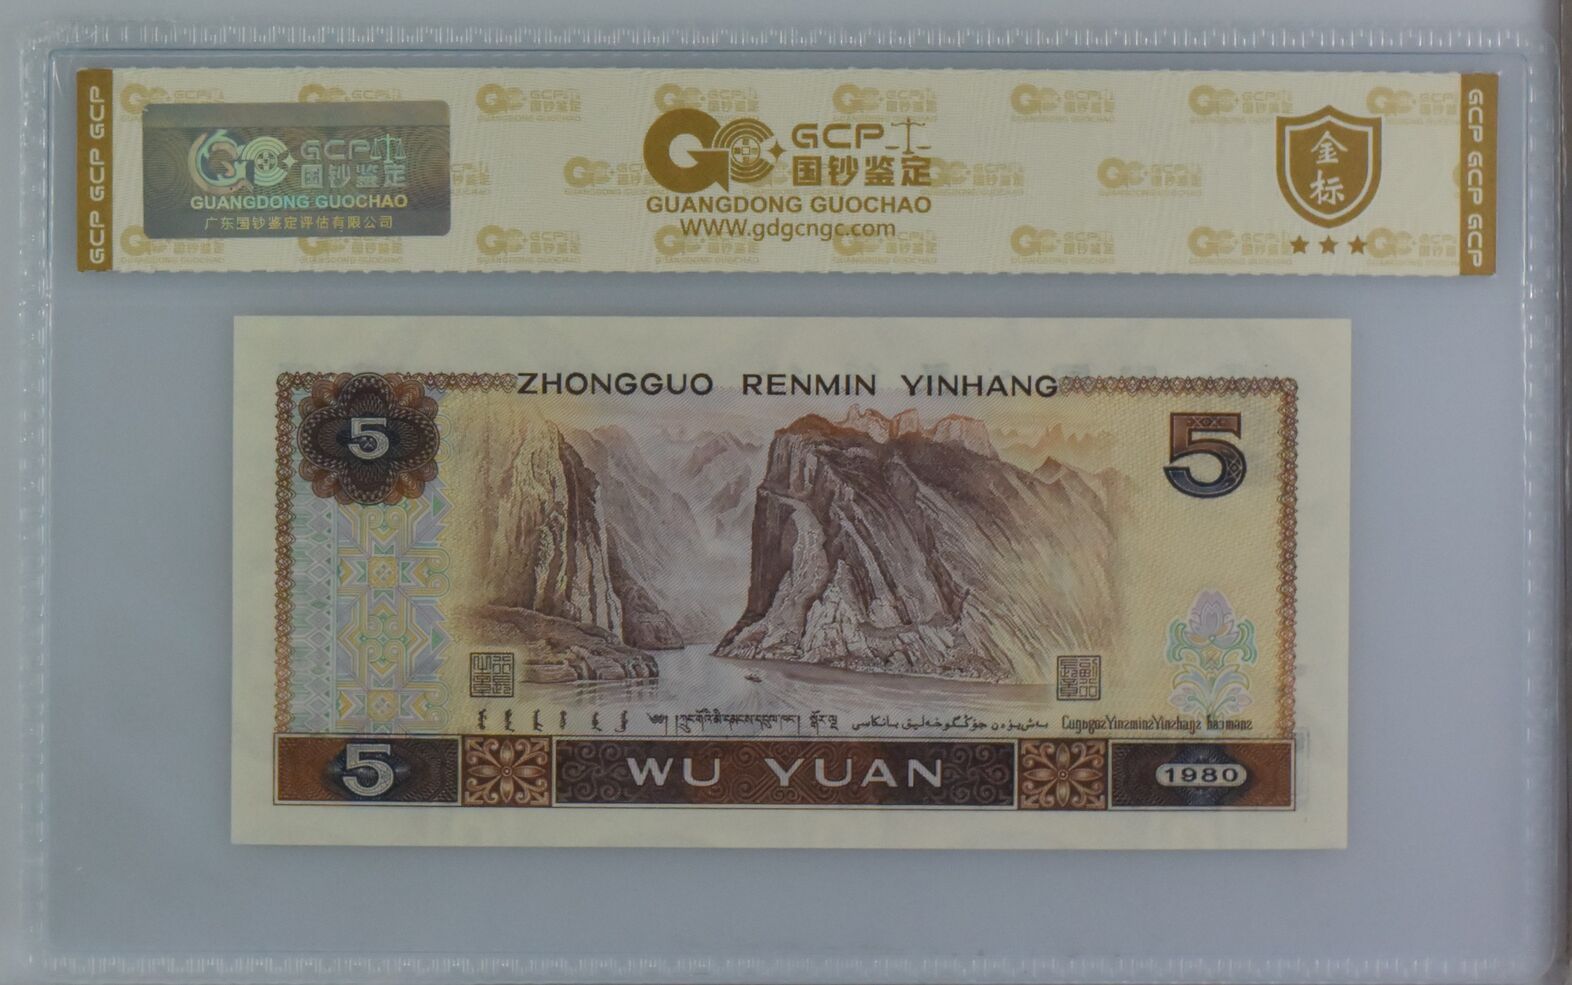 GCP GCP GCP
GCP
国钞鉴定
GUANGDONG GUOCHAO
广东国钞鉴定评估有限公司
GCP
国钞鉴定
GUANGDONG GUOCHAO
WWW.gdgcngc.com
金标
GCP GCP GCP
ZHONGGUO RENMIN YINHANG
5
5
5
WU YUAN
1980